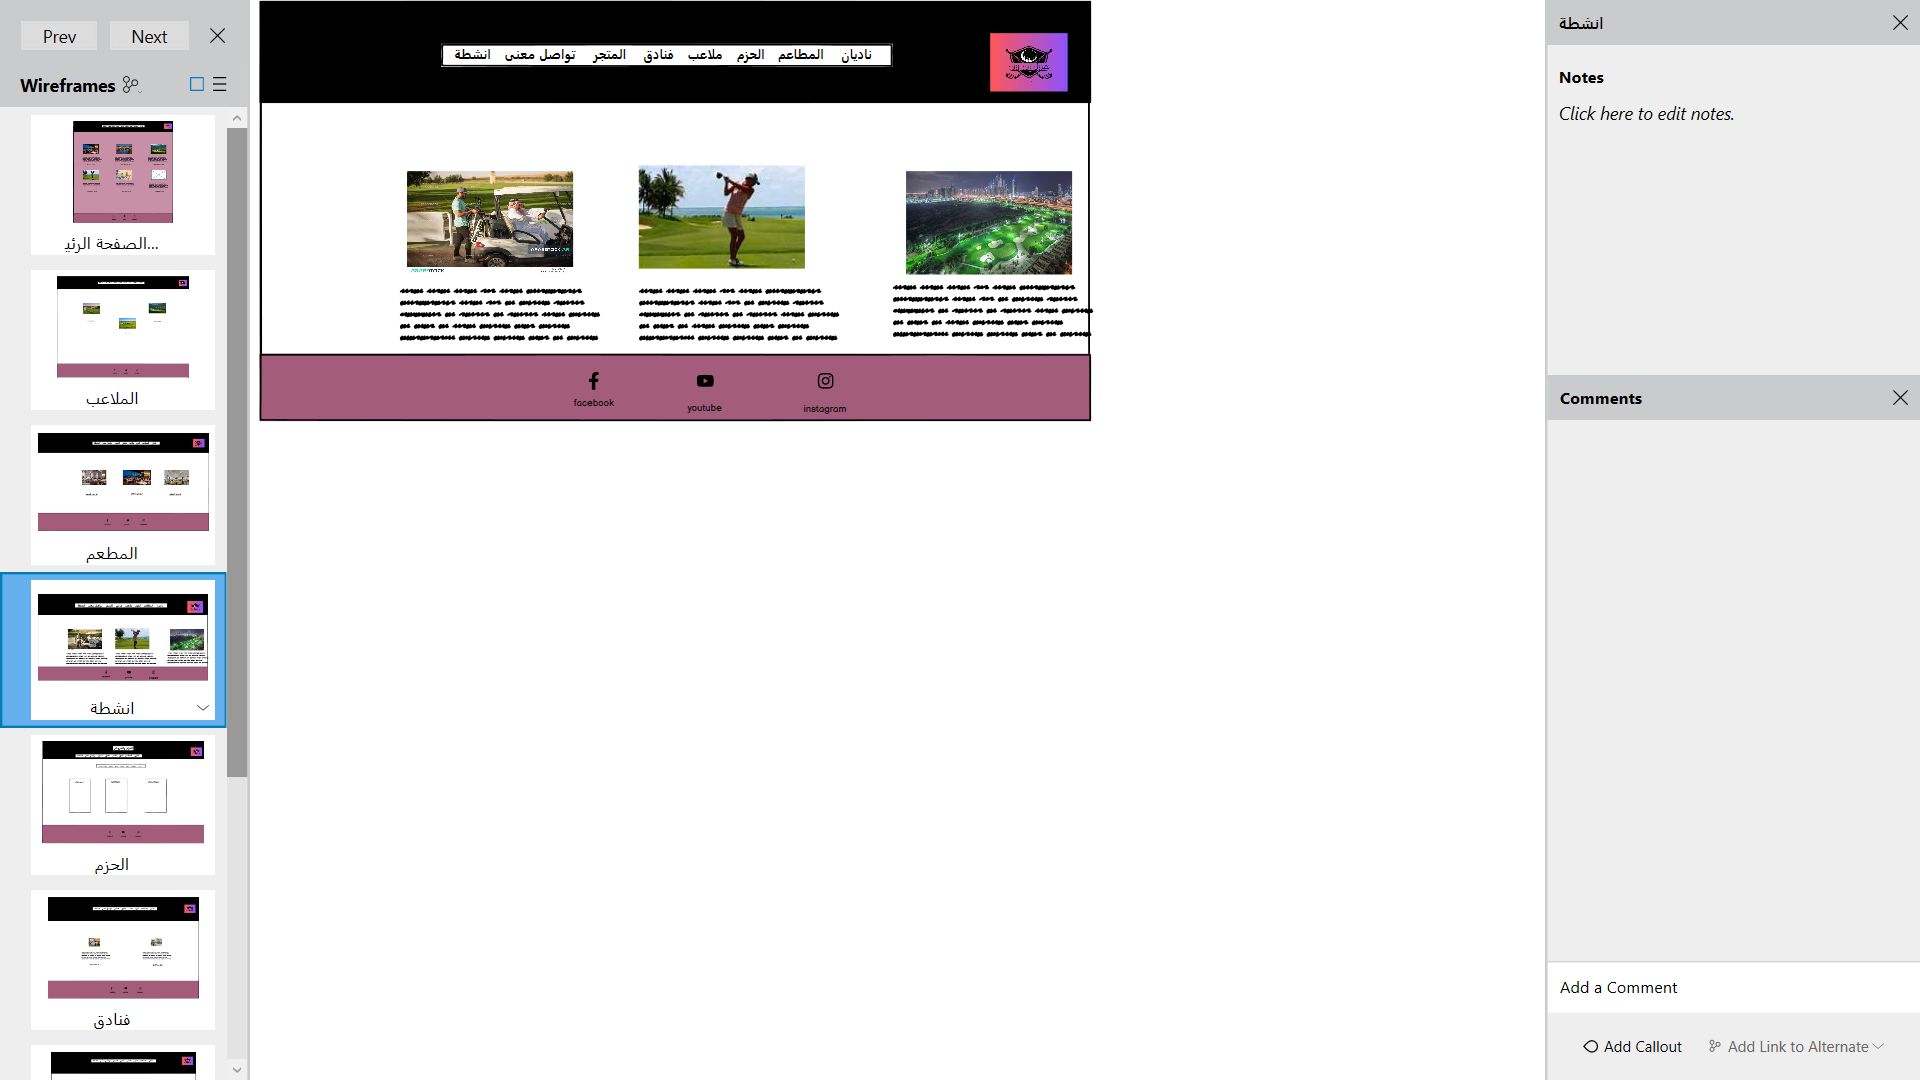 Prev Next
Wireframes
الصفحة الرئي...
الملاعب
المطعم
انشطة
الحزم
فنادق
ناديان المطاعم الحزم ملاعب فنادق المتجر تواصل معنى انشطة
facebook youtube instagram
انشطة
Notes
Click here to edit notes.
Comments
Add a Comment
Add Callout Add Link to Alternate